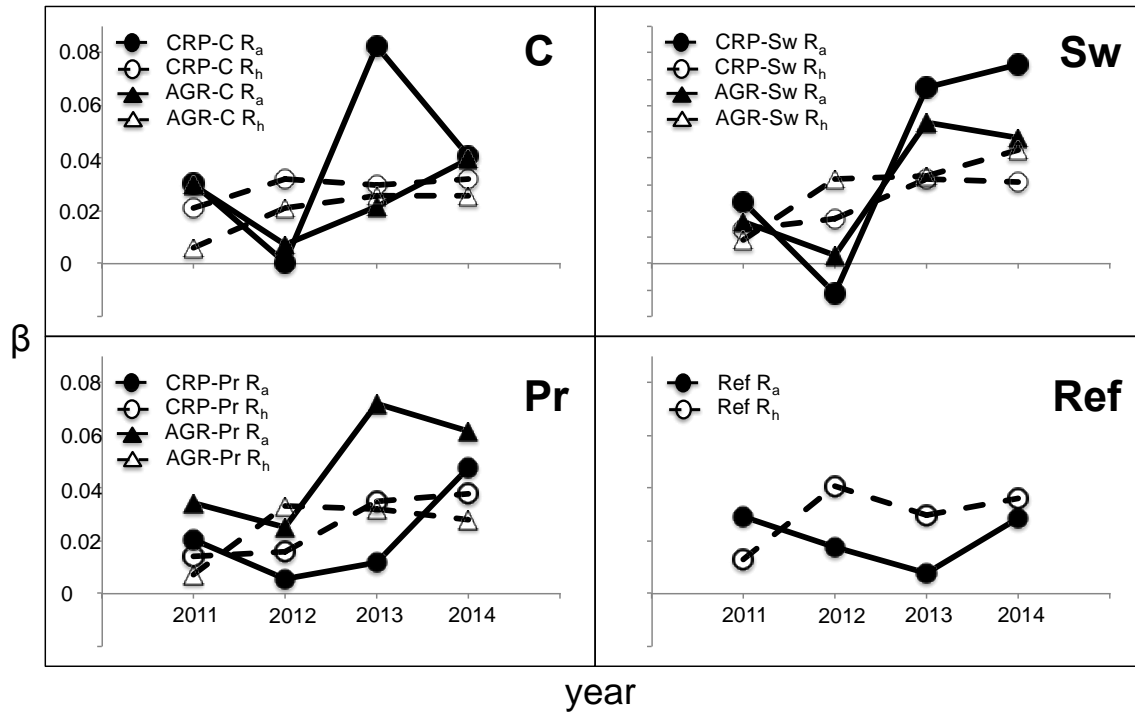 C
CRP-C Rₐ
CRP-C Rₕ
AGR-C Rₐ
AGR-C Rₕ
0.08
0.06
0.04
0.02
0
Sw
CRP-Sw Rₐ
CRP-Sw Rₕ
AGR-Sw Rₐ
AGR-Sw Rₕ
β
Pr
CRP-Pr Rₐ
CRP-Pr Rₕ
AGR-Pr Rₐ
AGR-Pr Rₕ
0.08
0.06
0.04
0.02
0
2011 2012 2013 2014
Ref
Ref Rₐ
Ref Rₕ
2011 2012 2013 2014
year